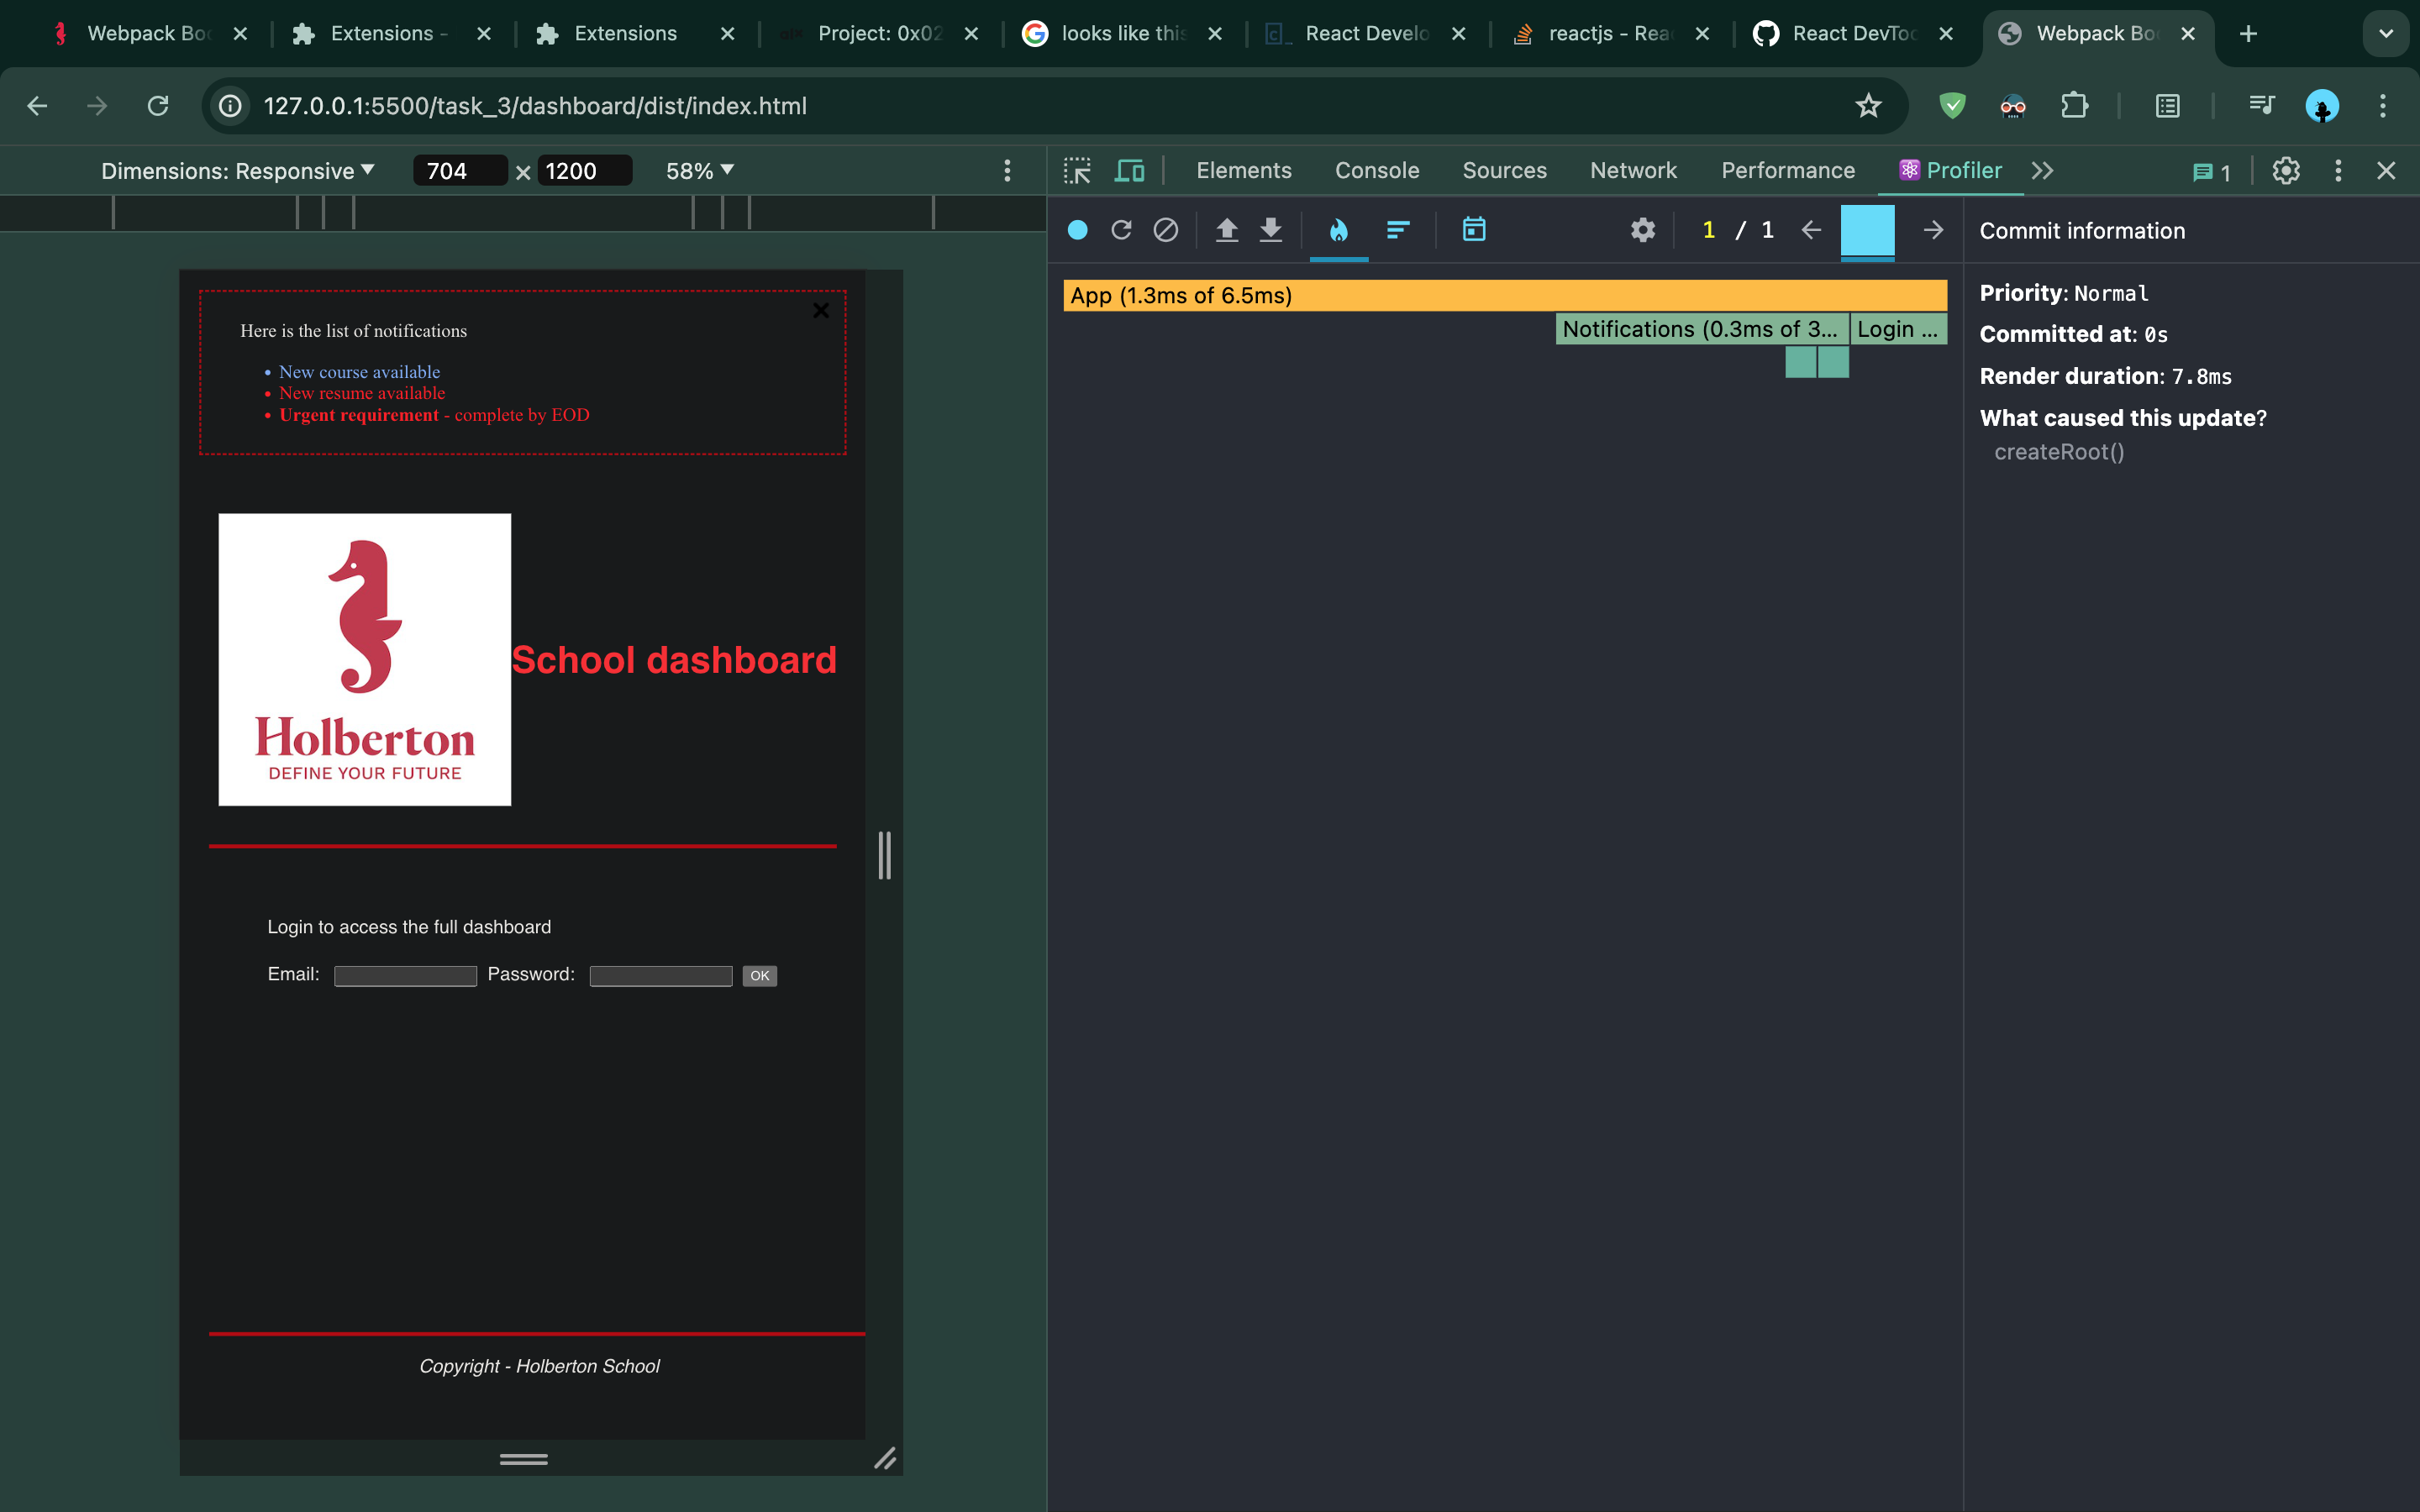 Webpack Boo
Extensions -
Extensions
Project: 0x02
looks like this
React Develo
reactjs - Reac
React DevToo
Webpack Bo
127.0.0.1:5500/task_3/dashboard/dist/index.html
Dimensions: Responsive
704 × 1200
58%
Elements
Console
Sources
Network
Performance
Profiler
1
1 / 1
Commit information
App (1.3ms of 6.5ms)
Notifications (0.3ms of 3...
Login ...
Priority: Normal
Committed at: 0s
Render duration: 7.8ms
What caused this update?
createRoot()
Here is the list of notifications
New course available
New resume available
Urgent requirement - complete by EOD
Holberton
DEFINE YOUR FUTURE
School dashboard
Login to access the full dashboard
Email:
Password:
OK
Copyright - Holberton School